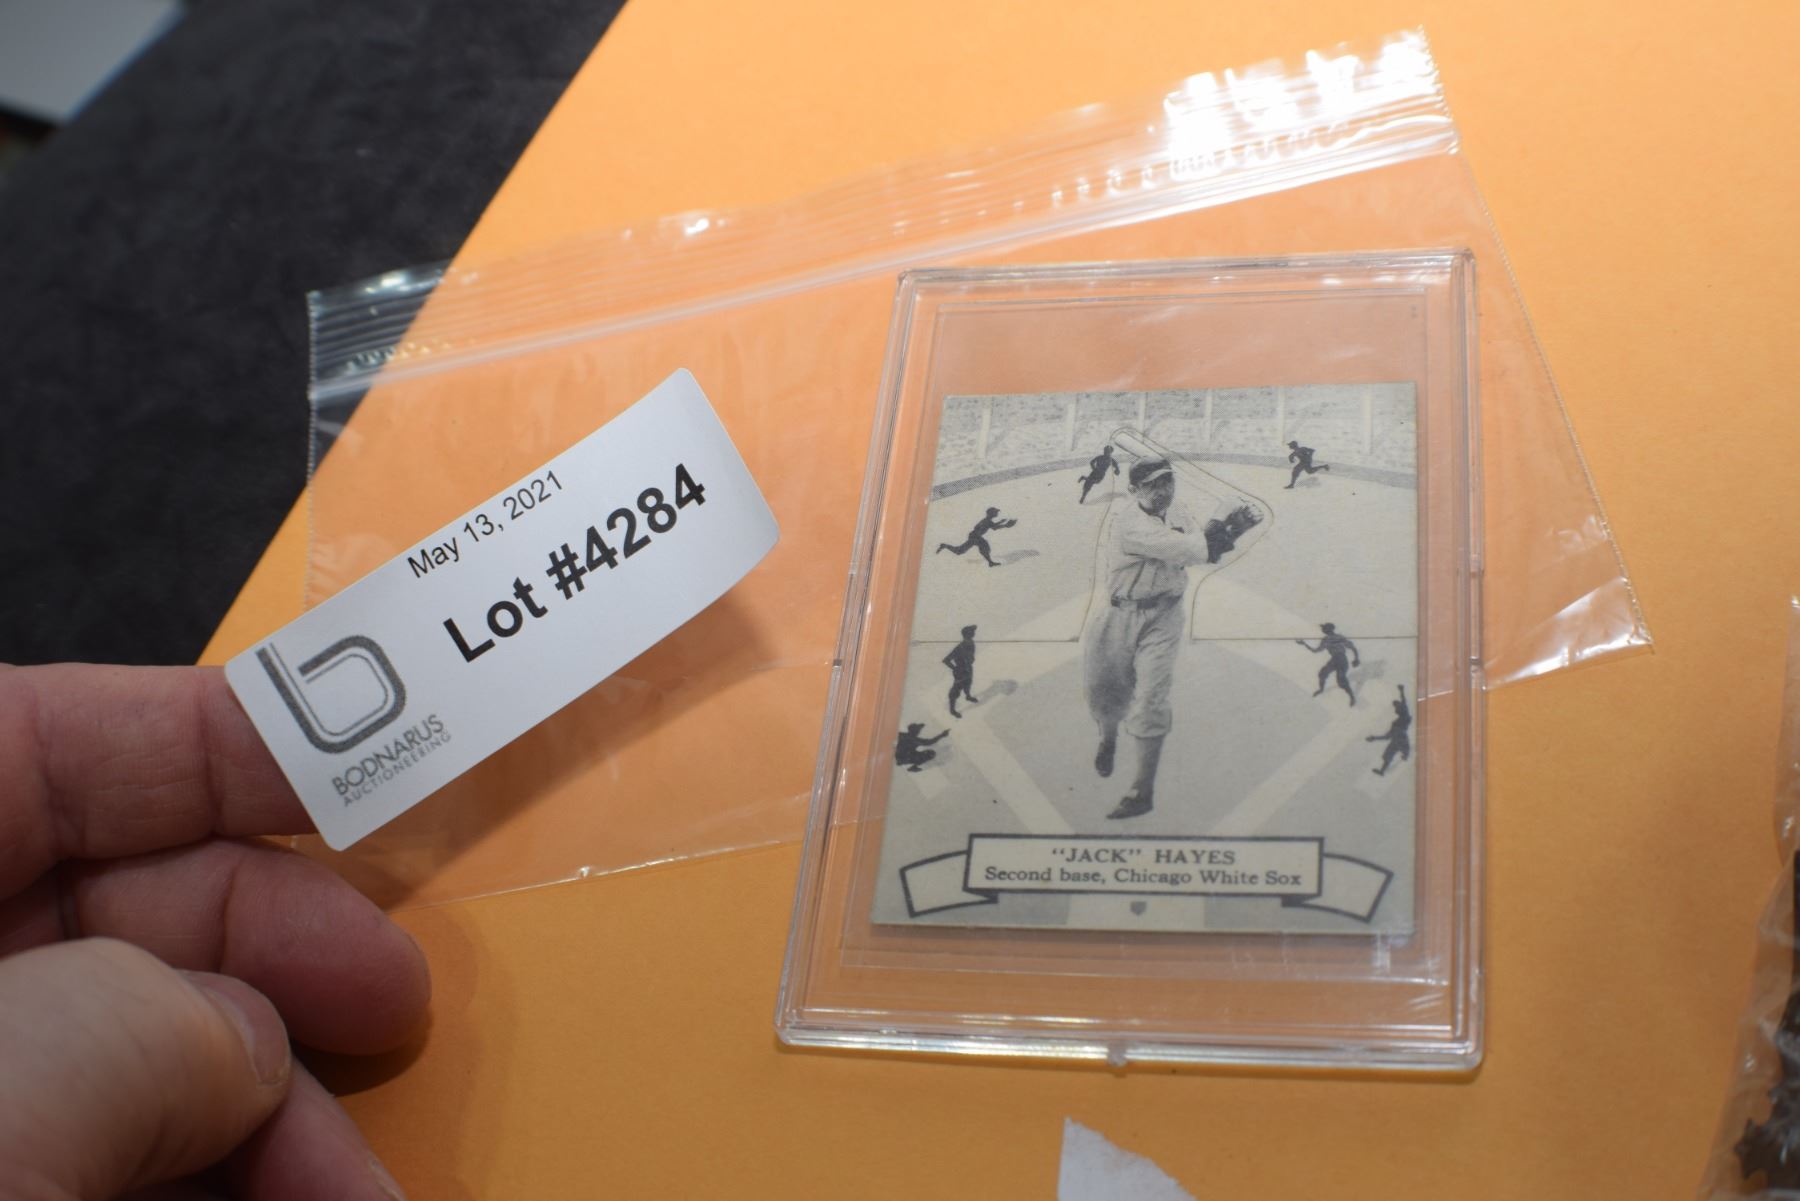 May 13, 2021
Lot #4284
BODNARUS
AUCTIONEERING
"JACK" HAYES
Second base, Chicago White Sox